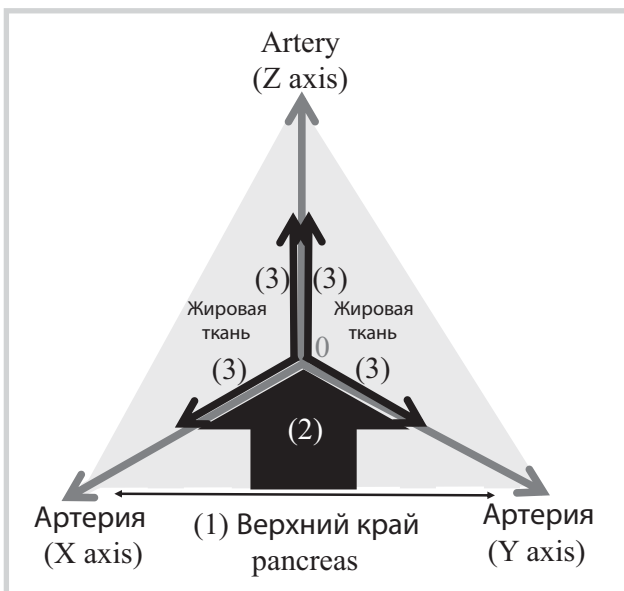 Artery
(Z axis)
(3) (3)
Жировая ткань
Жировая ткань
0
(3) (3)
(2)
Артерия
(X axis)
(1) Верхний край
pancreas
Артерия
(Y axis)